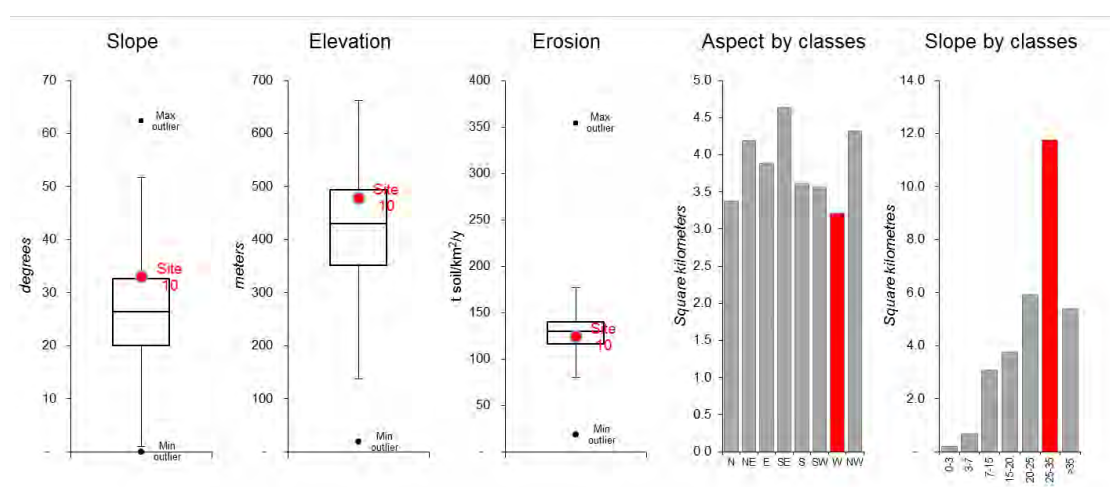 Slope
Elevation
Erosion
Aspect by classes
Slope by classes
degrees
70
60
50
40
30
20
10
-
Max
outlier
Site
10
Min
outlier
meters
700
600
500
400
300
200
100
-
Site
10
Min
outlier
t soil/km²/y
400
350
300
250
200
150
100
50
-
Max
outlier
Site
10
Min
outlier
Square kilometers
5.0
4.5
4.0
3.5
3.0
2.5
2.0
1.5
1.0
0.5
0.0
N
NE
E
SE
S
SW
W
NW
Square kilometres
14.0
12.0
10.0
8.0
6.0
4.0
2.0
-
0-3
3-7
7-15
15-20
20-25
25-35
≥35